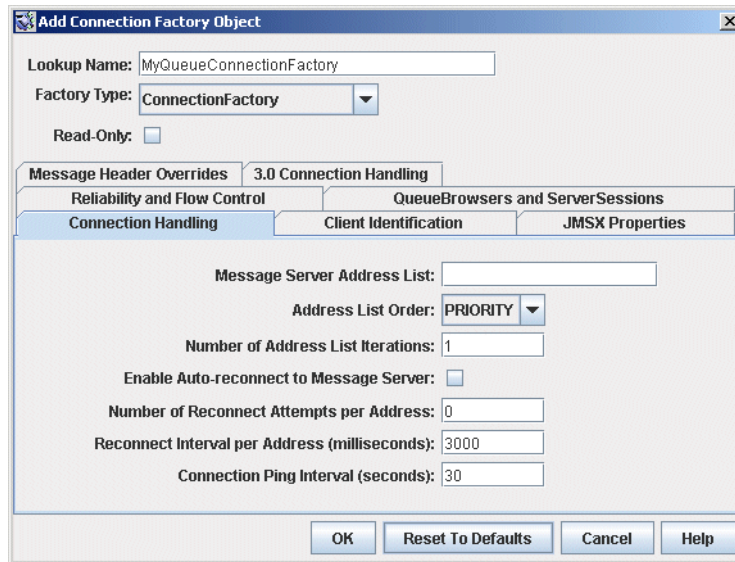 Add Connection Factory Object
Lookup Name: MyQueueConnectionFactory
Factory Type: ConnectionFactory
Read-Only:
Message Header Overrides 3.0 Connection Handling
Reliability and Flow Control QueueBrowsers and ServerSessions
Connection Handling Client Identification JMSX Properties
Message Server Address List:
Address List Order: PRIORITY
Number of Address List Iterations: 1
Enable Auto-reconnect to Message Server:
Number of Reconnect Attempts per Address: 0
Reconnect Interval per Address (milliseconds): 3000
Connection Ping Interval (seconds): 30
OK Reset To Defaults Cancel Help